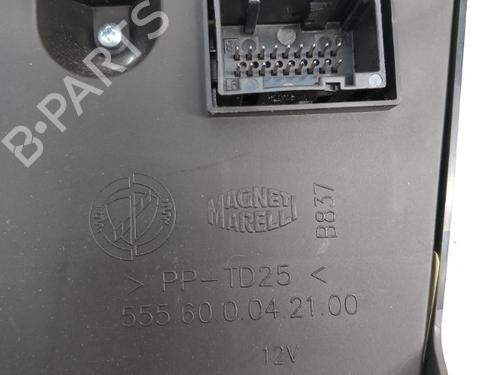 B-PARTS
MAGNETI
MARELLI
B837
> PP-TD25 <
555 60 0.04.21.00
12V